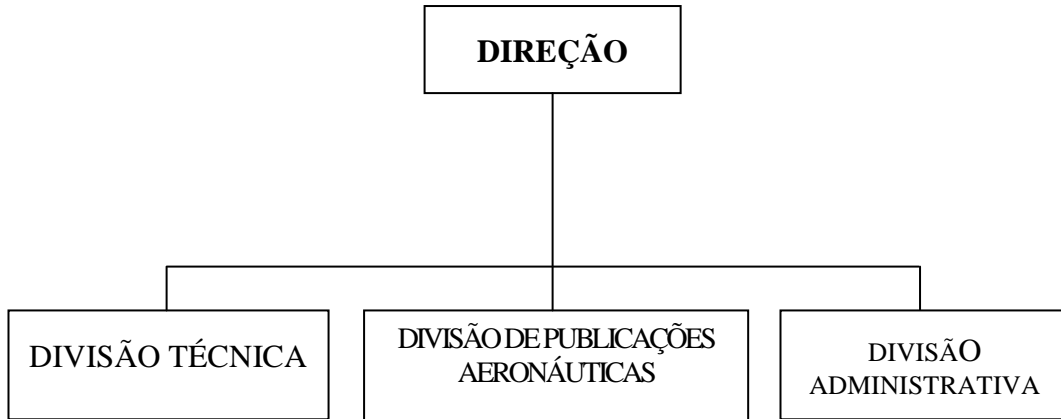 DIREÇÃO
DIVISÃO TÉCNICA
DIVISÃO DE PUBLICAÇÕES
AERONÁUTICAS
DIVISÃO
ADMINISTRATIVA